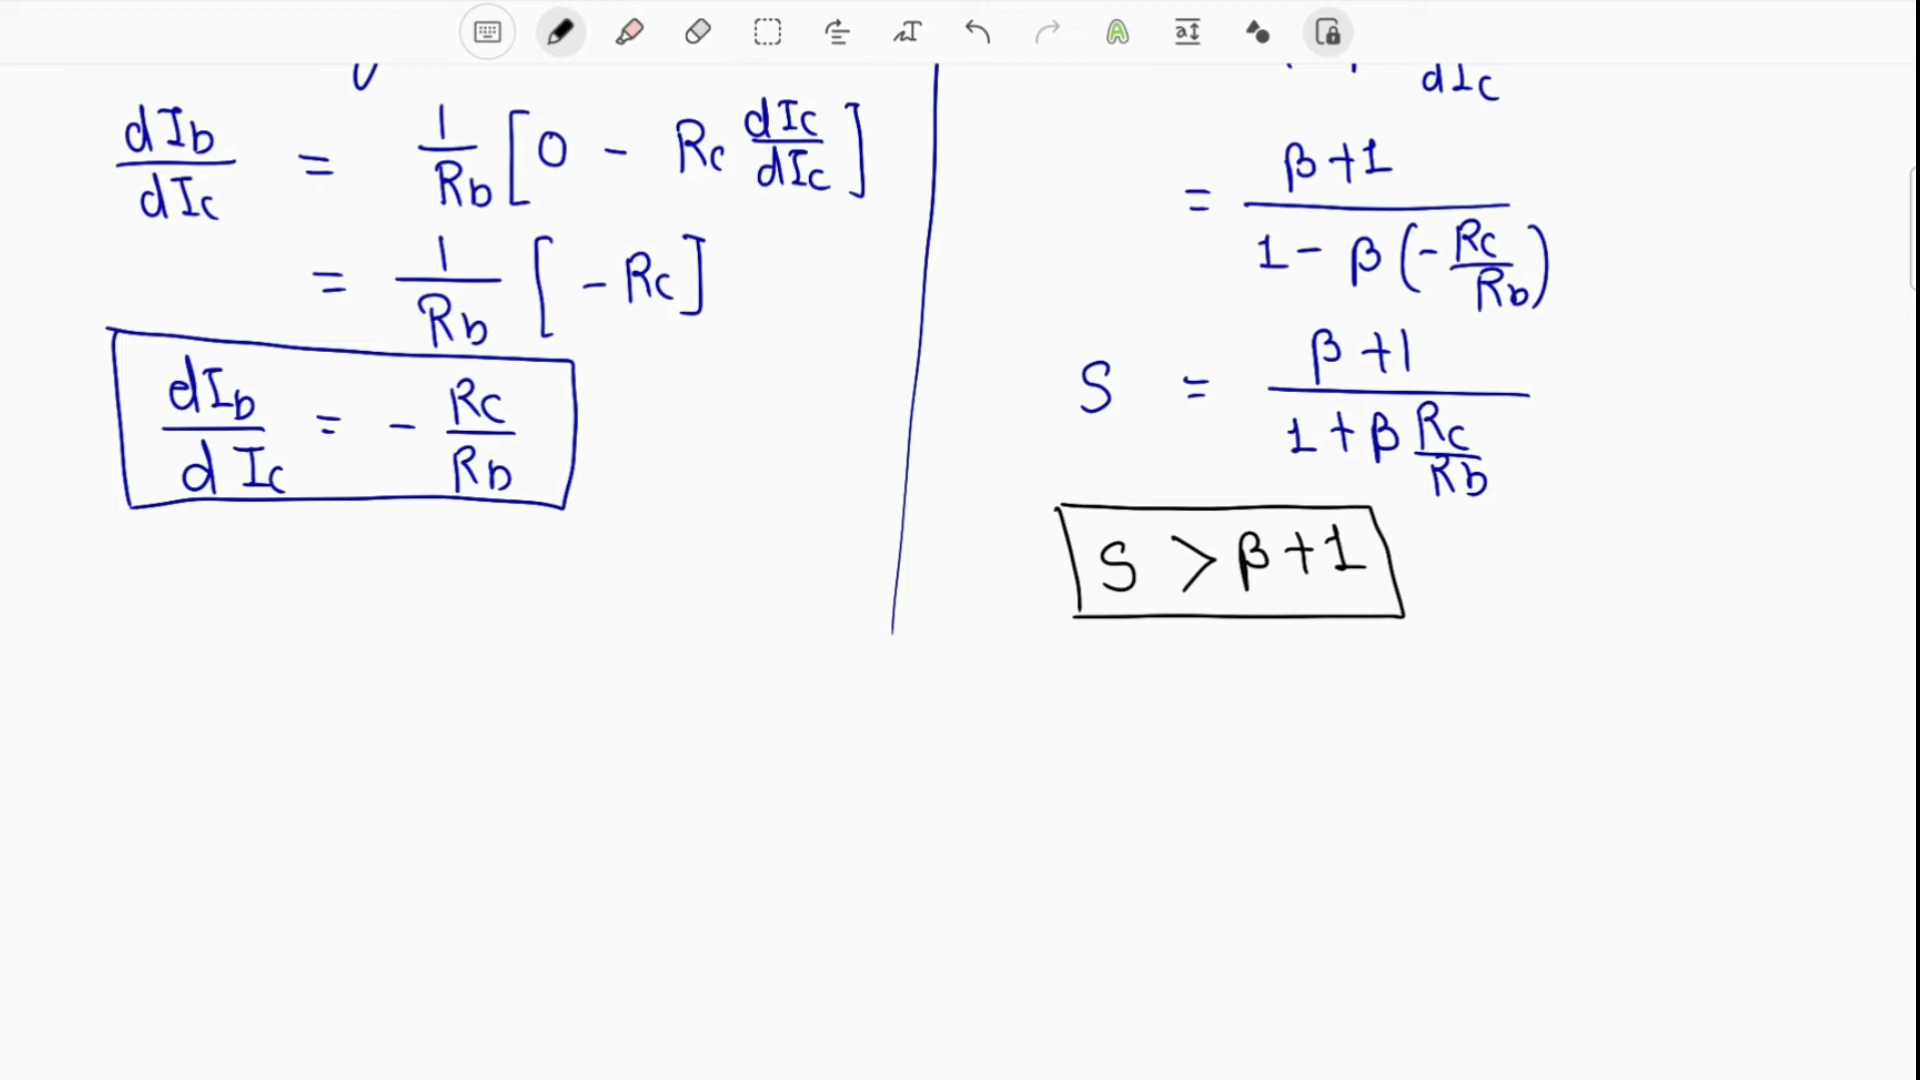 dIb/dIc = 1/Rb [0 - Rc dIc/dIc]
= 1/Rb [-Rc]
dIb/dIc = - Rc/Rb
dIc
= β+1/1- β(-Rc/Rb)
S = β+1/1+β Rc/Rb
S > β+1